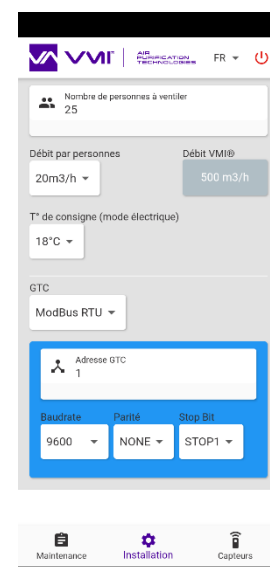 VMI® AIR PURIFICATION TECHNOLOGIES FR
Nombre de personnes à ventiler
25
Débit par personnes Débit VMI®
20m3/h 500 m3/h
T° de consigne (mode électrique)
18°C
GTC
ModBus RTU
Adresse GTC
1
Baudrate Parité Stop Bit
9600 NONE STOP1
Maintenance Installation Capteurs